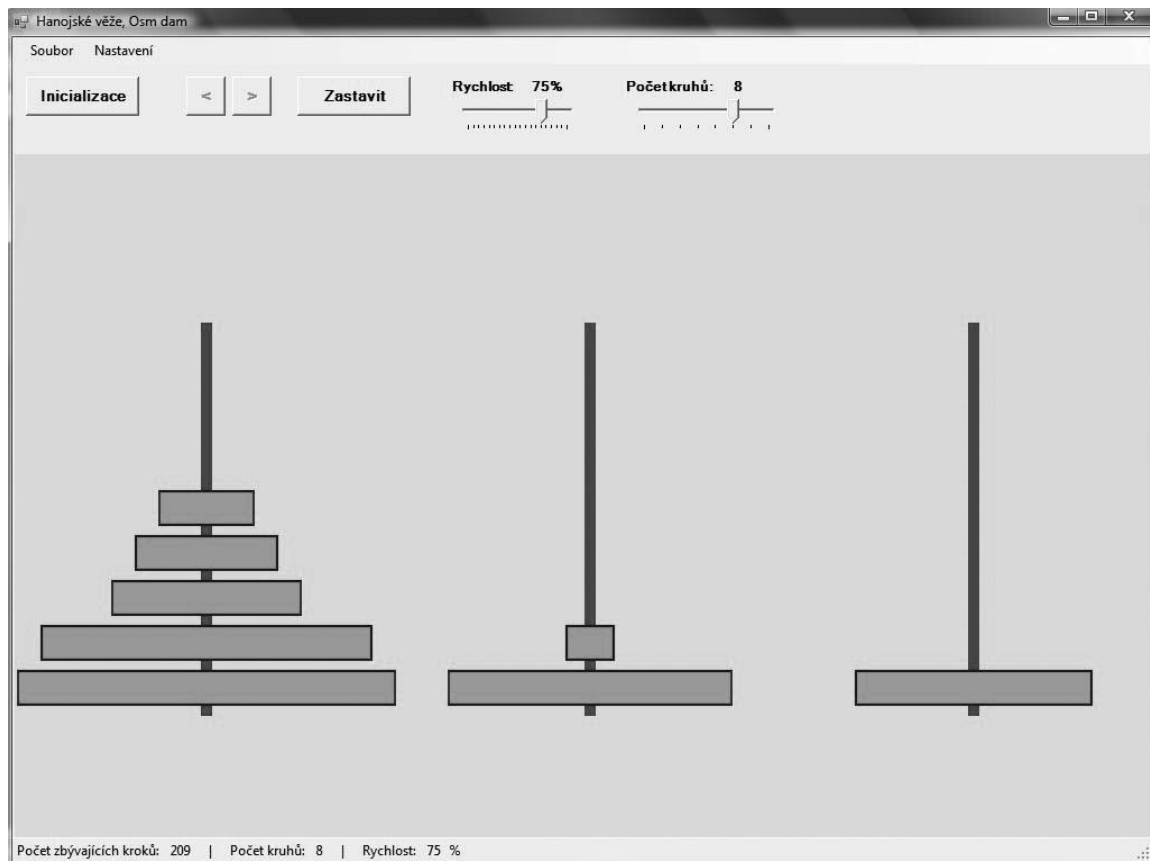 Hanojské věže, Osm dam
Soubor Nastavení
Inicializace < > Zastavit Rychlost: 75% Počet kruhů: 8
Počet zbývajících kroků: 209 | Počet kruhů: 8 | Rychlost: 75 %